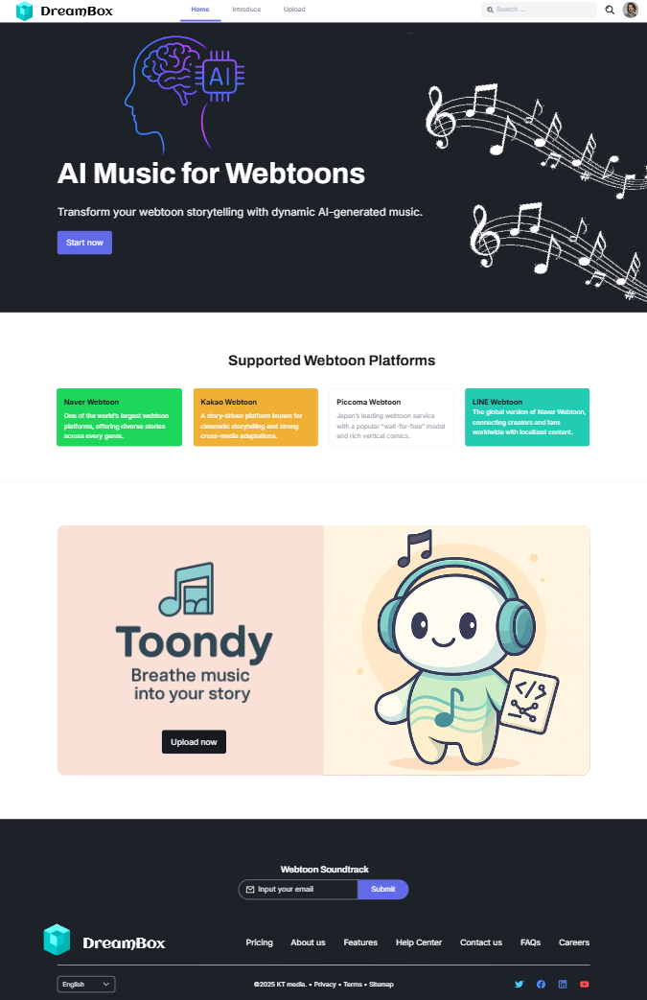 DreamBox
Home Introduce Upload
Search ...
AI
AI Music for Webtoons
Transform your webtoon storytelling with dynamic AI-generated music.
Start now
Supported Webtoon Platforms
Naver Webtoon
One of the world's largest webtoon
platforms, offering diverse stories
across every genre.
Kakao Webtoon
A story-driven platform known for
cinematic storytelling and strong
cross-media adaptations.
Piccoma Webtoon
Japan's leading webtoon service
with a popular "wait-for-free" model
and rich vertical comics.
LINE Webtoon
The global version of Naver Webtoon,
connecting creators and fans
worldwide with localized content.
Toondy
Breathe music
into your story
Upload now
</>
Webtoon Soundtrack
Input your email
Submit
DreamBox
Pricing About us Features Help Center Contact us FAQs Careers
English
©2025 KT media. • Privacy • Terms • Sitemap